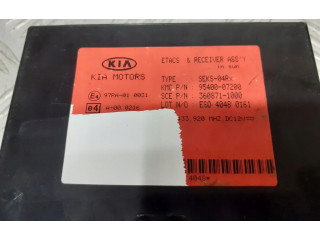 KIA
ETACS & RECEIVER ASS'Y
KIA MOTORS
TYPE : SEKS-04Rx
KMC P/N : 95400-07200
SCE P/N : 360871-1000
LOT N/O : ESD 4048 0161
433.920 MHZ.DC12V